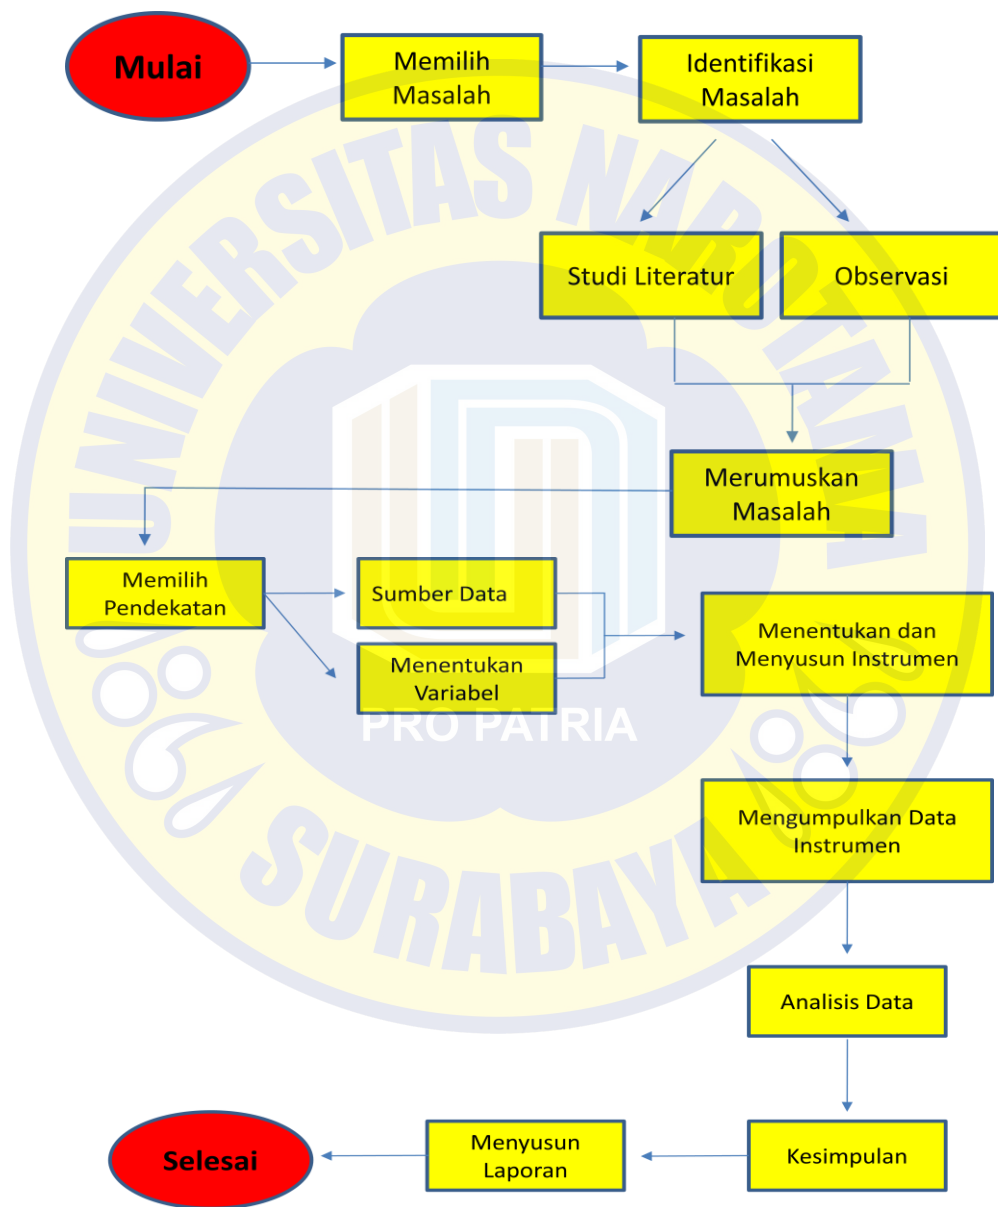 Mulai
Memilih
Masalah
Identifikasi
Masalah
UNIVERSITAS NAROTAMA
Studi Literatur
Observasi
Merumuskan
Masalah
Memilih
Pendekatan
Sumber Data
Menentukan
Variabel
Menentukan dan
Menyusun Instrumen
PRO PATRIA
Mengumpulkan Data
Instrumen
SURABAYA
Analisis Data
Kesimpulan
Menyusun
Laporan
Selesai